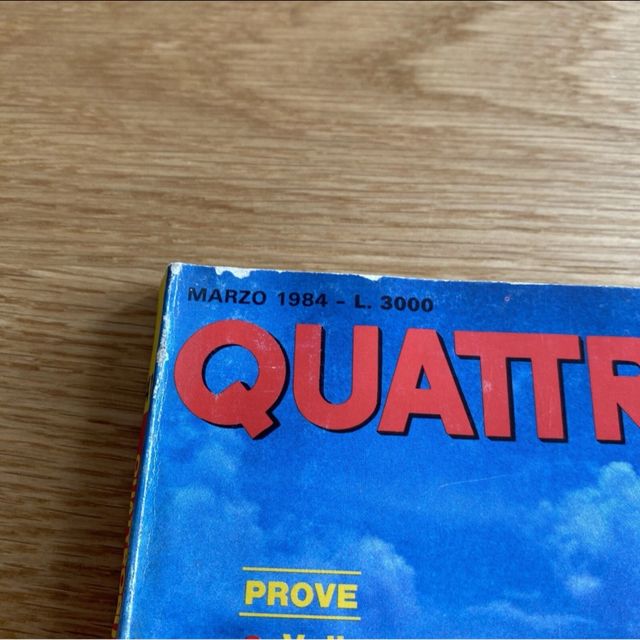 MARZO 1984 - L. 3000
QUATTR
PROVE